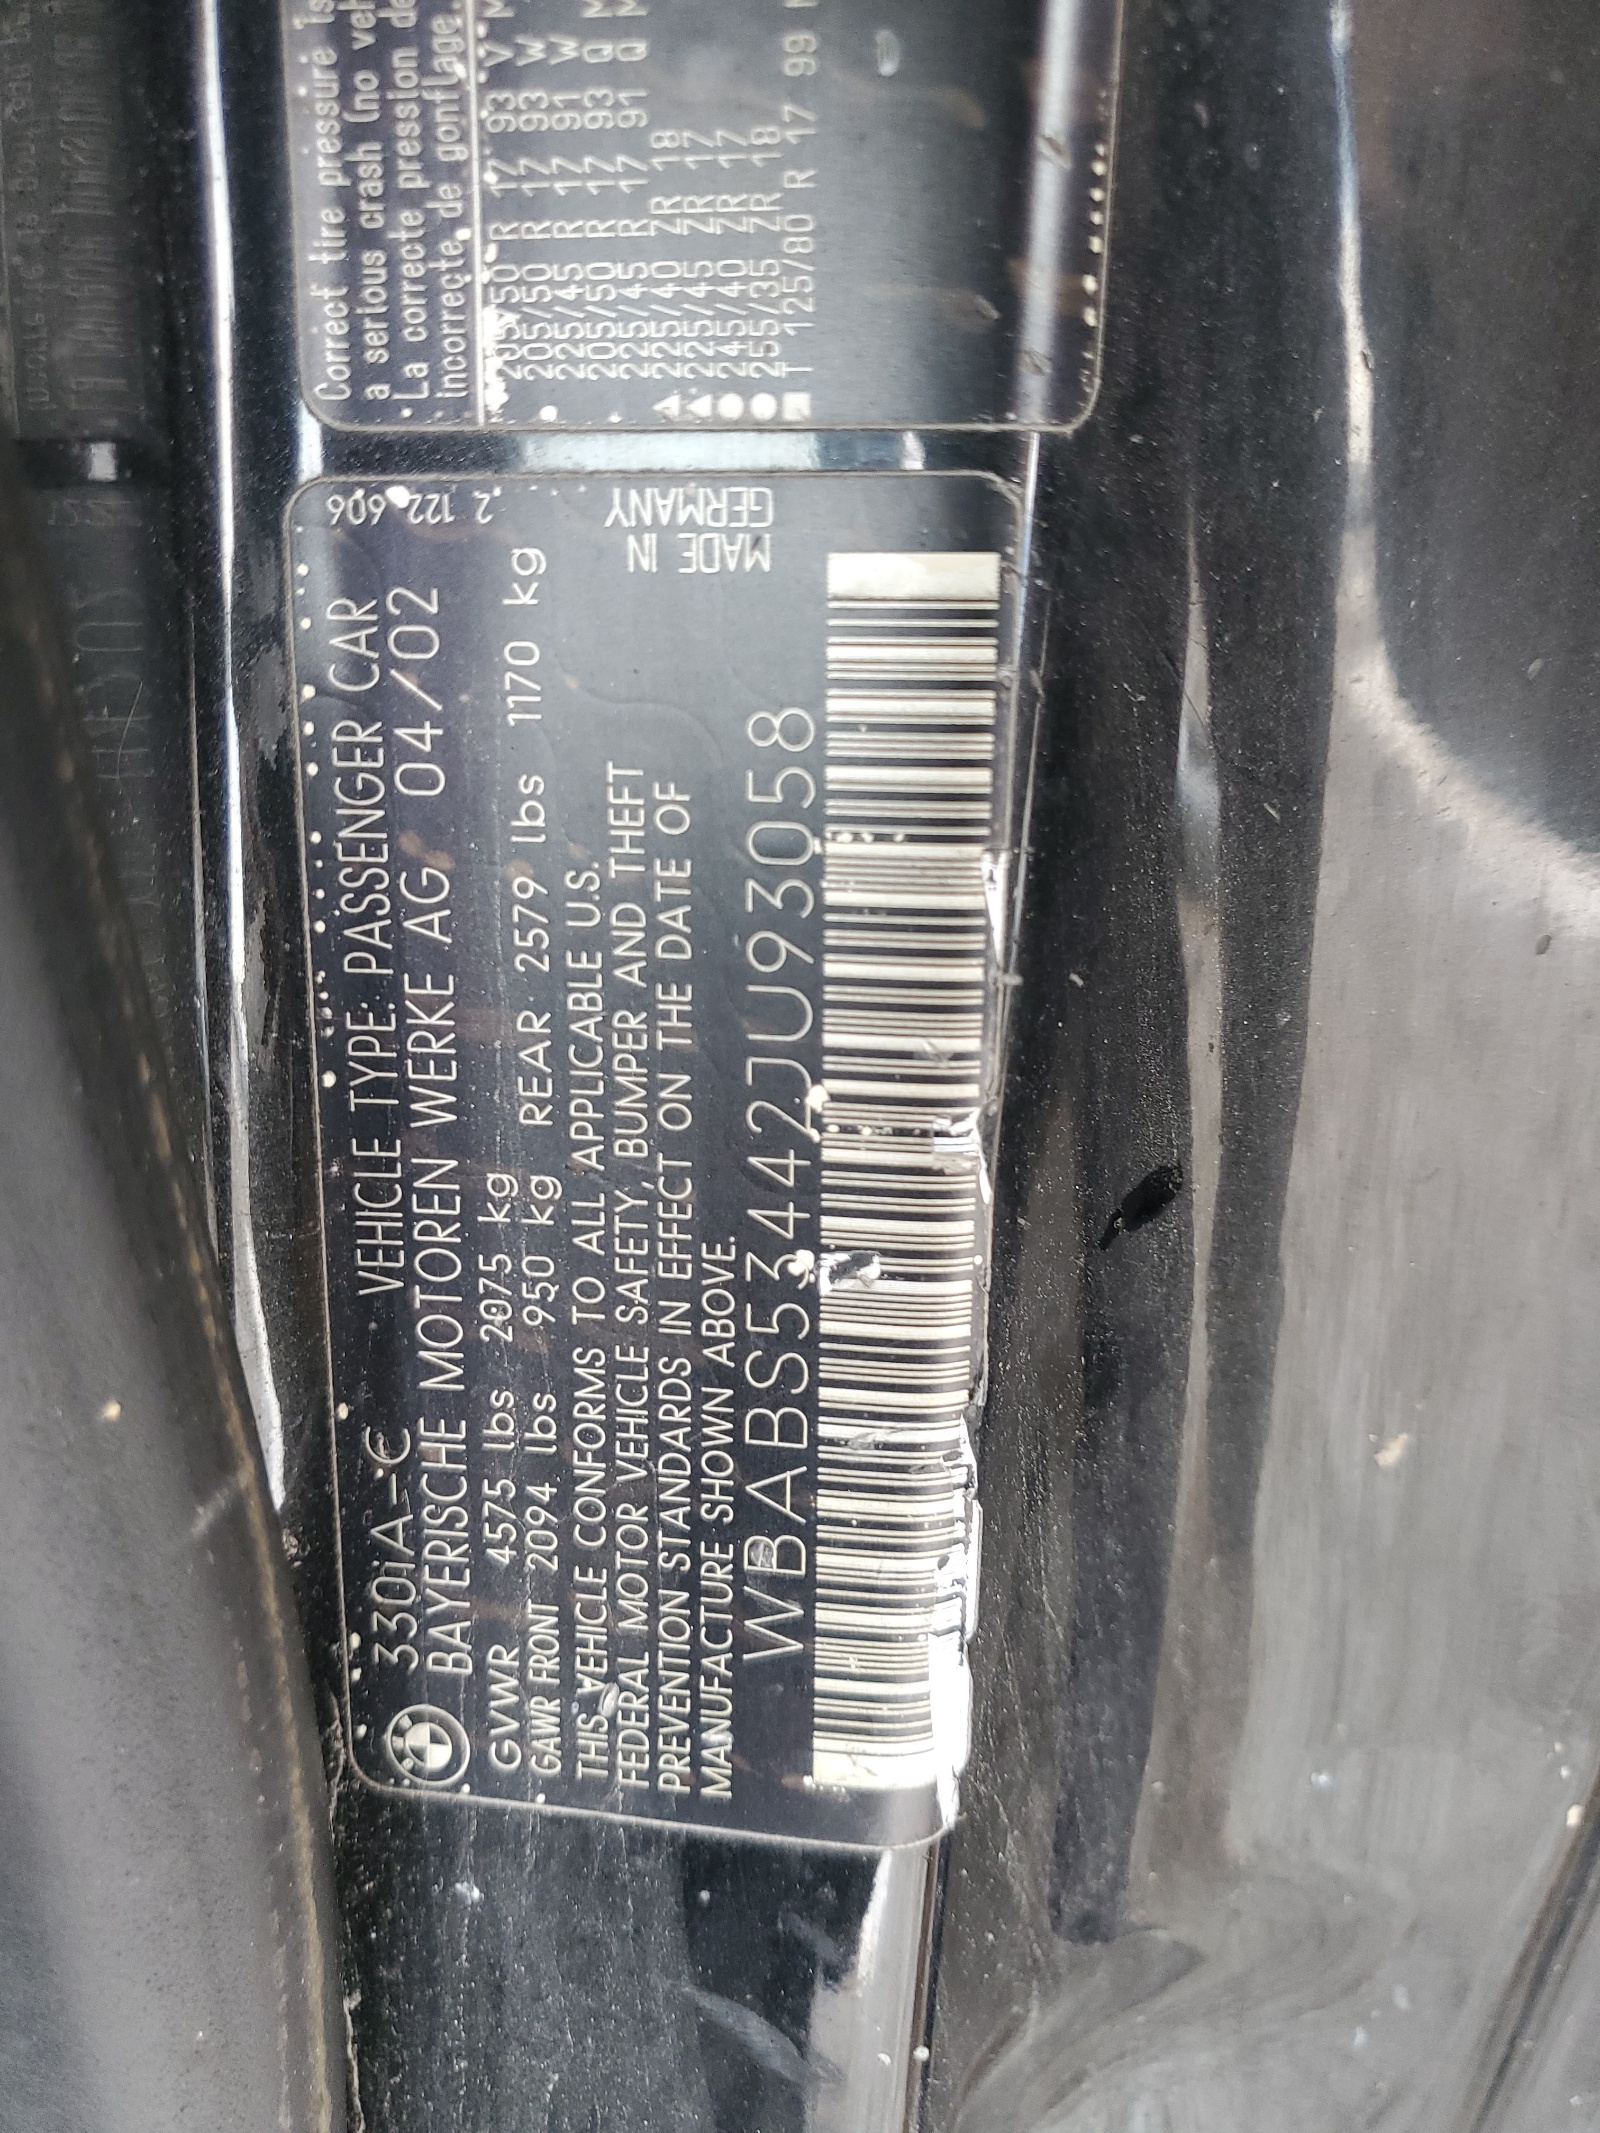 330iA-C VEHICLE TYPE: PASSENGER CAR
BAYERISCHE MOTOREN WERKE AG 04/02
GVWR 4575 lbs 2075 kg
GAWR FRONT 2094 lbs 950 kg REAR 2579 lbs 1170 kg
THIS VEHICLE CONFORMS TO ALL APPLICABLE U.S.
FEDERAL MOTOR VEHICLE SAFETY, BUMPER AND THEFT
PREVENTION STANDARDS IN EFFECT ON THE DATE OF
MANUFACTURE SHOWN ABOVE.
WBABS53442JU93058
2 122 606
MADE IN
GERMANY
Correct tire pressure is
a serious crash (no veh
La correcte pression de
incorrecte de gonflage.
205/50 R 17 93 V M
205/50 R 17 93 W
225/45 R 17 91 W
205/50 R 17 93 Q M
225/45 R 17 91 Q M
225/40 ZR 18
225/45 ZR 17
245/40 ZR 17
255/35 ZR 18
T 125/80 R 17 99 M